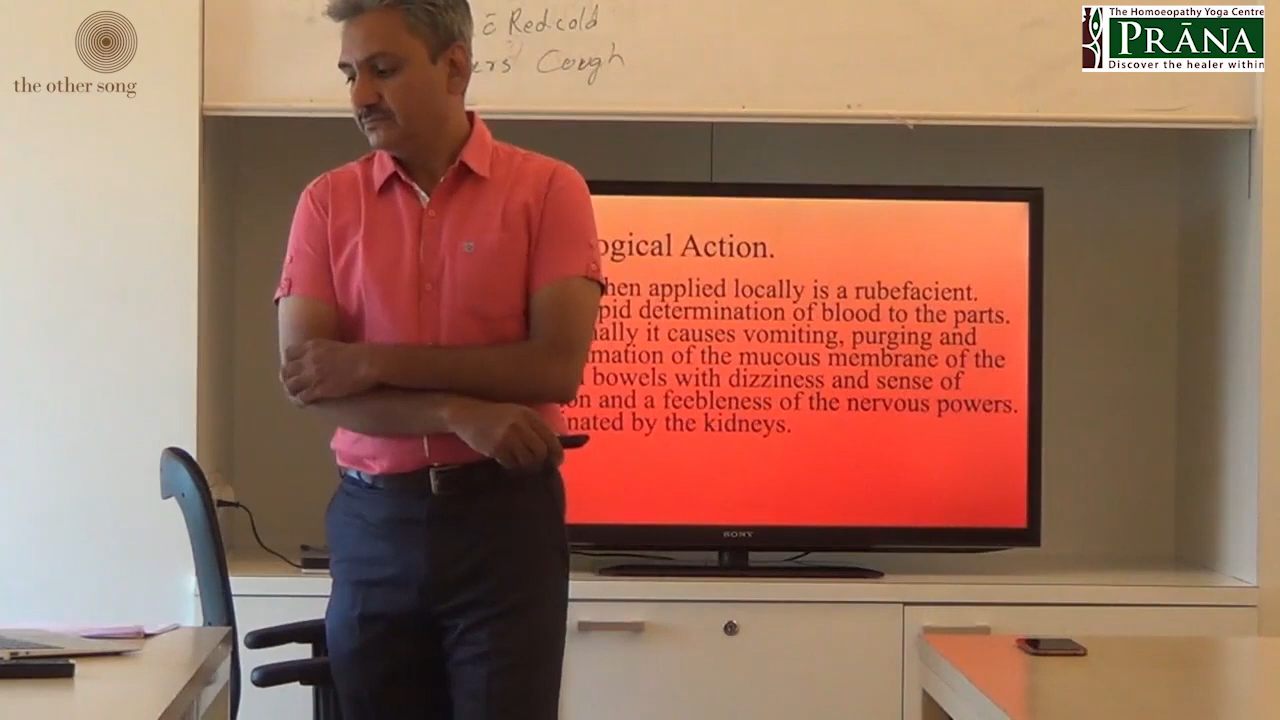 the other song
c̄ Red cold
Cough
The Homoeopathy Yoga Centre
PRĀNA
Discover the healer within
ogical Action.
hen applied locally is a rubefacient.
pid determination of blood to the parts.
nally it causes vomiting, purging and
mation of the mucous membrane of the
bowels with dizziness and sense of
on and a feebleness of the nervous powers.
nated by the kidneys.
SONY